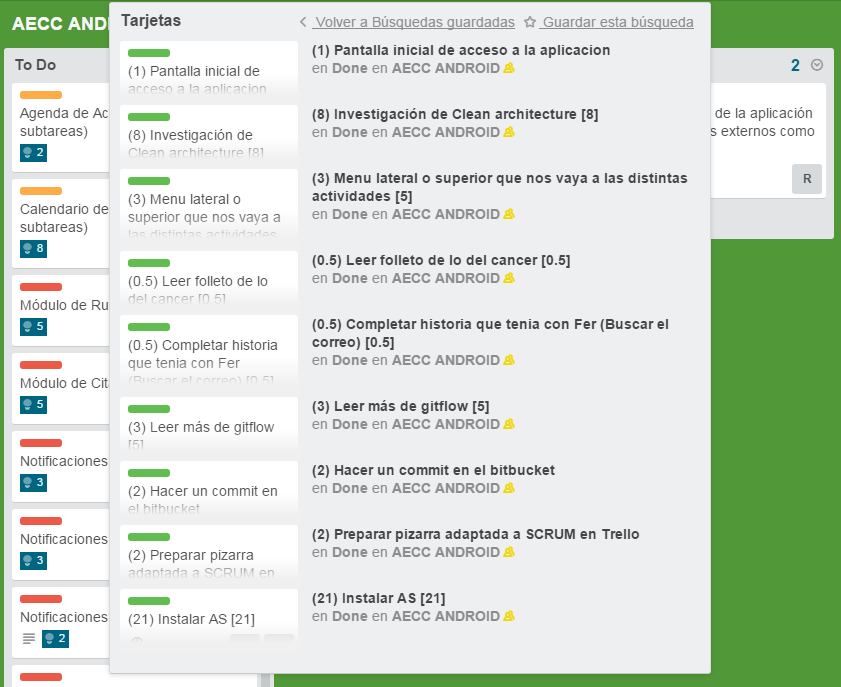 AECC AND
To Do
Agenda de Ac
subtareas)
2
Calendario de
subtareas)
8
Módulo de Ru
5
Módulo de Cit
5
Notificaciones
3
Notificaciones
3
Notificaciones
2
Tarjetas
Volver a Búsquedas guardadas
Guardar esta búsqueda
(1) Pantalla inicial de
acceso a la aplicacion
(1) Pantalla inicial de acceso a la aplicacion
en Done en AECC ANDROID
(8) Investigación de
Clean architecture [8]
(8) Investigación de Clean architecture [8]
en Done en AECC ANDROID
(3) Menu lateral o
superior que nos vaya a
las distintas actividades
(3) Menu lateral o superior que nos vaya a las distintas
actividades [5]
en Done en AECC ANDROID
(0.5) Leer folleto de lo
del cancer [0.5]
(0.5) Leer folleto de lo del cancer [0.5]
en Done en AECC ANDROID
(0.5) Completar historia
que tenia con Fer
(Buscar el correo) [0.5]
(0.5) Completar historia que tenia con Fer (Buscar el
correo) [0.5]
en Done en AECC ANDROID
(3) Leer más de gitflow
[5]
(3) Leer más de gitflow [5]
en Done en AECC ANDROID
(2) Hacer un commit en
el bitbucket
(2) Hacer un commit en el bitbucket
en Done en AECC ANDROID
(2) Preparar pizarra
adaptada a SCRUM en
(2) Preparar pizarra adaptada a SCRUM en Trello
en Done en AECC ANDROID
(21) Instalar AS [21]
(21) Instalar AS [21]
en Done en AECC ANDROID
2
de la aplicación
s externos como
R